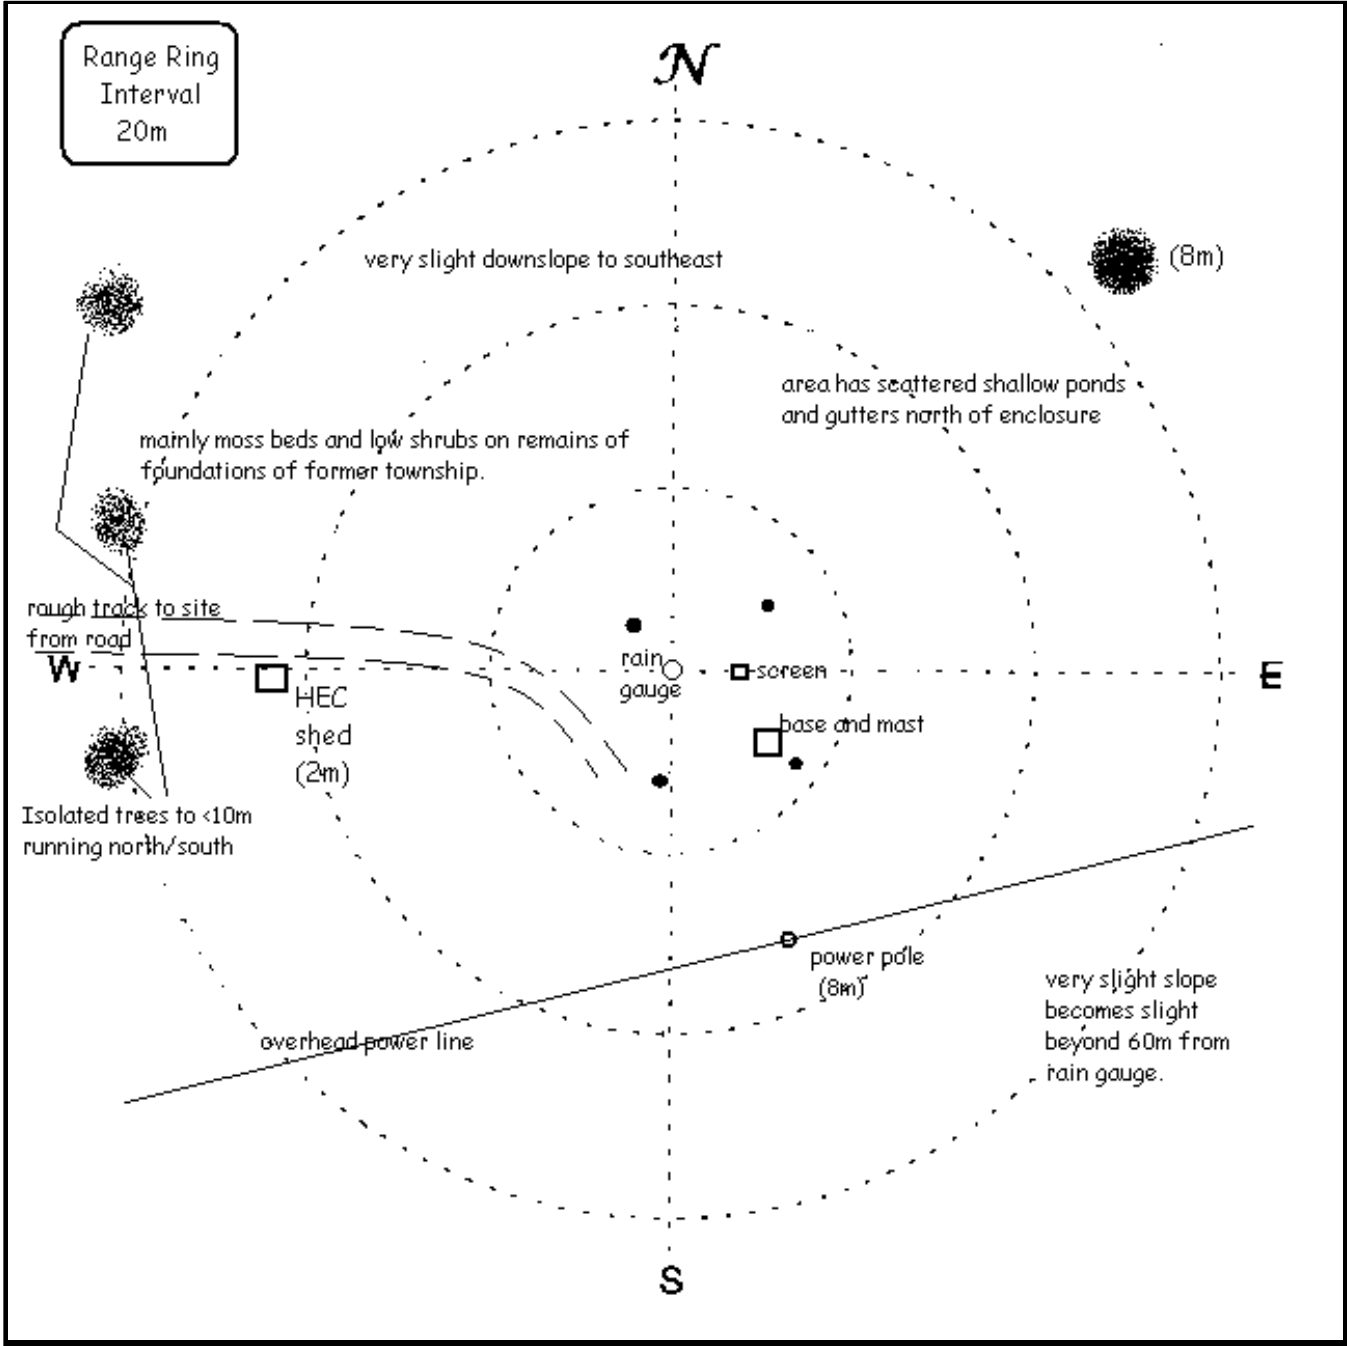 Range Ring
Interval
20m
N
very slight downslope to southeast
(8m)
area has scattered shallow ponds
and gutters north of enclosure
mainly moss beds and low shrubs on remains of
foundations of former township.
rough track to site
from road
W
rain
gauge
screen
E
HEC
shed
(2m)
base and mast
Isolated trees to <10m
running north/south
power pole
(8m)
overhead power line
very slight slope
becomes slight
beyond 60m from
rain gauge.
S